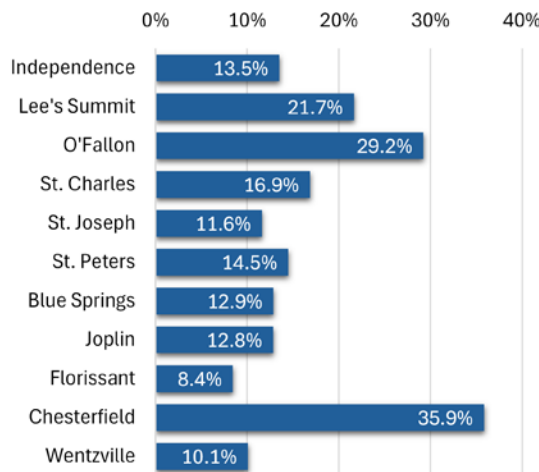 0% 10% 20% 30% 40%
Independence 13.5%
Lee's Summit 21.7%
O'Fallon 29.2%
St. Charles 16.9%
St. Joseph 11.6%
St. Peters 14.5%
Blue Springs 12.9%
Joplin 12.8%
Florissant 8.4%
Chesterfield 35.9%
Wentzville 10.1%